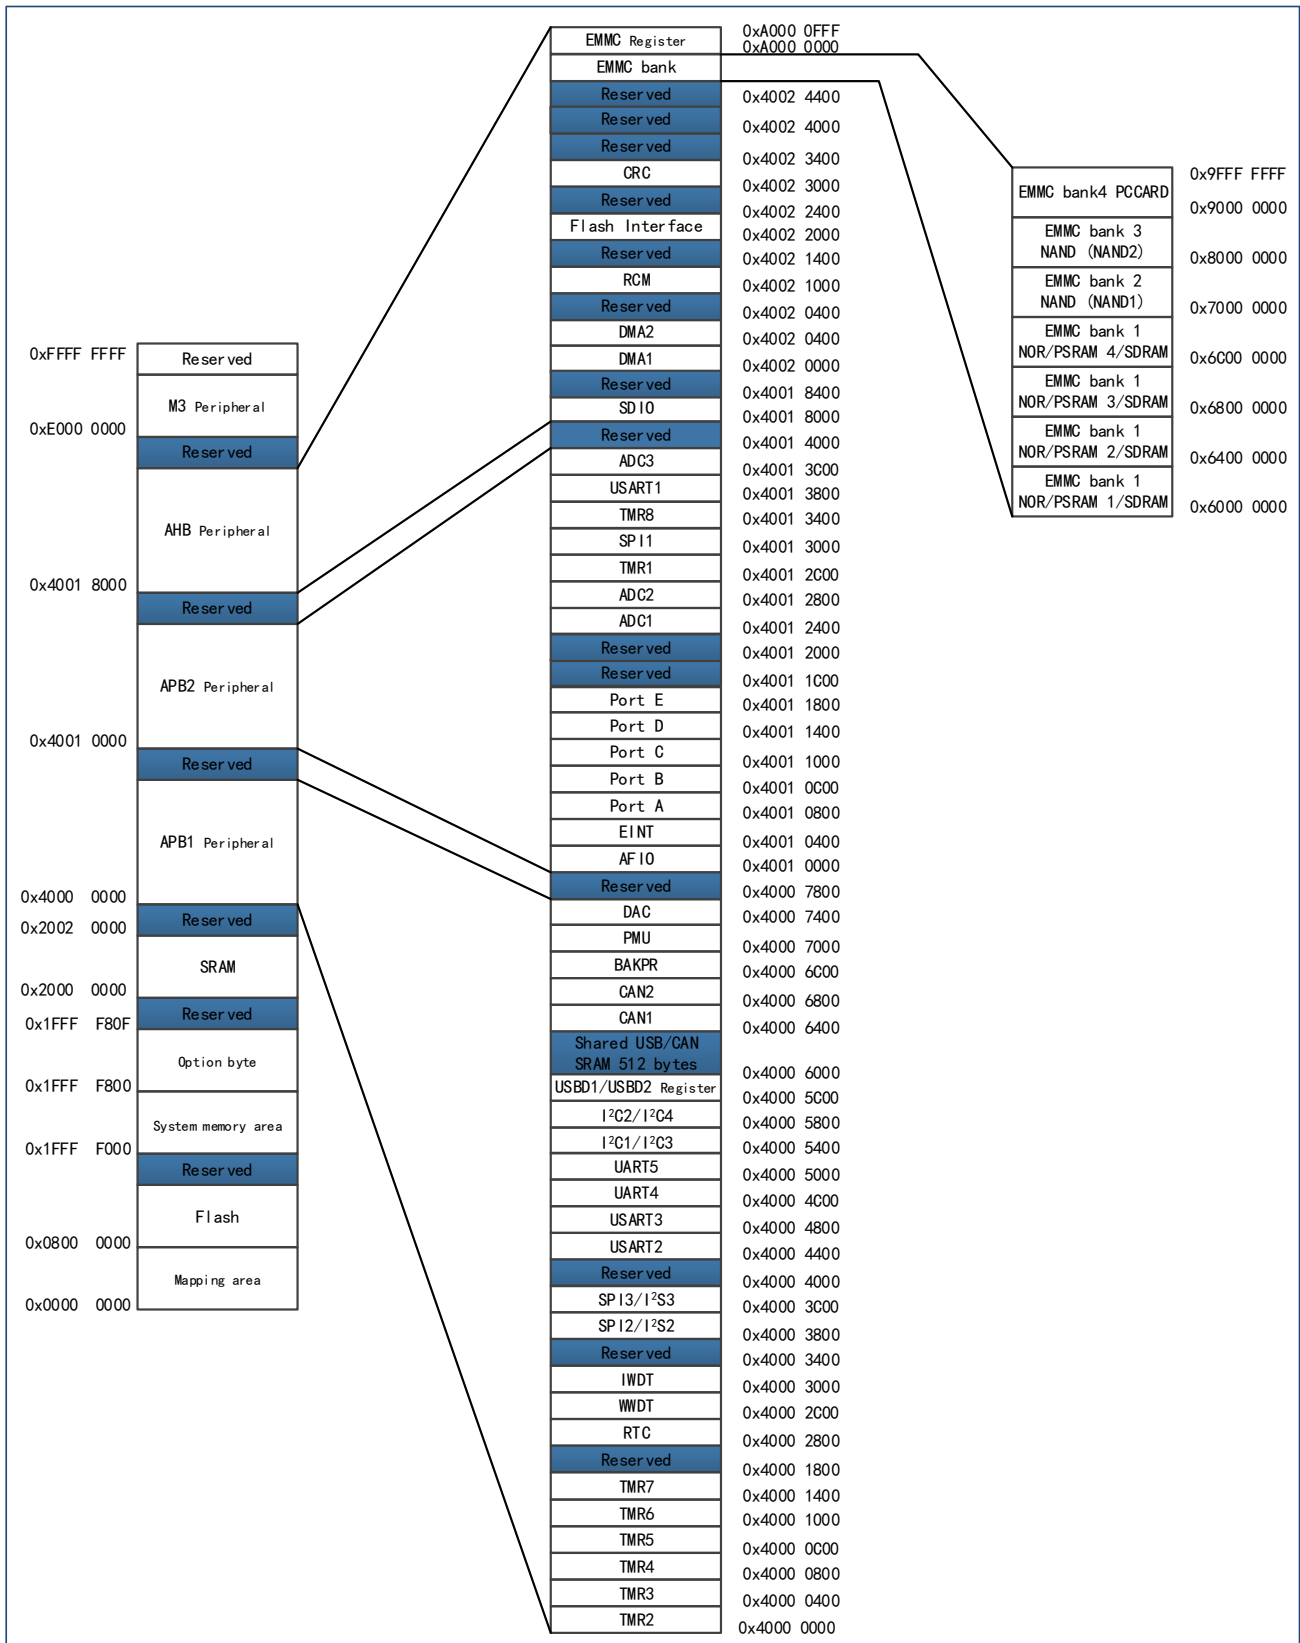 0xFFFF FFFF
Reserved
M3 Peripheral
0xE000 0000
Reserved
AHB Peripheral
0x4001 8000
Reserved
APB2 Peripheral
0x4001 0000
Reserved
APB1 Peripheral
0x4000 0000
Reserved
0x2002 0000
SRAM
0x2000 0000
Reserved
0x1FFF F80F
Option byte
0x1FFF F800
System memory area
0x1FFF F000
Reserved
Flash
0x0800 0000
Mapping area
0x0000 0000
EMMC Register
0xA000 0FFF
0xA000 0000
EMMC bank
Reserved
0x4002 4400
Reserved
0x4002 4000
Reserved
0x4002 3400
CRC
0x4002 3000
Reserved
0x4002 2400
Flash Interface
0x4002 2000
Reserved
0x4002 1400
RCM
0x4002 1000
Reserved
0x4002 0400
DMA2
0x4002 0400
DMA1
0x4002 0000
Reserved
0x4001 8400
SDIO
0x4001 8000
Reserved
0x4001 4000
ADC3
0x4001 3C00
USART1
0x4001 3800
TMR8
0x4001 3400
SPI1
0x4001 3000
TMR1
0x4001 2C00
ADC2
0x4001 2800
ADC1
0x4001 2400
Reserved
0x4001 2000
Reserved
0x4001 1C00
Port E
0x4001 1800
Port D
0x4001 1400
Port C
0x4001 1000
Port B
0x4001 0C00
Port A
0x4001 0800
EINT
0x4001 0400
AFIO
0x4001 0000
Reserved
0x4000 7800
DAC
0x4000 7400
PMU
0x4000 7000
BAKPR
0x4000 6C00
CAN2
0x4000 6800
CAN1
0x4000 6400
Shared USB/CAN
SRAM 512 bytes
0x4000 6000
USBD1/USBD2 Register
0x4000 5C00
I²C2/I²C4
0x4000 5800
I²C1/I²C3
0x4000 5400
UART5
0x4000 5000
UART4
0x4000 4C00
USART3
0x4000 4800
USART2
0x4000 4400
Reserved
0x4000 4000
SPI3/I²S3
0x4000 3C00
SPI2/I²S2
0x4000 3800
Reserved
0x4000 3400
IWDT
0x4000 3000
WWDT
0x4000 2C00
RTC
0x4000 2800
Reserved
0x4000 1800
TMR7
0x4000 1400
TMR6
0x4000 1000
TMR5
0x4000 0C00
TMR4
0x4000 0800
TMR3
0x4000 0400
TMR2
0x4000 0000
0x9FFF FFFF
EMMC bank4 PCCARD
0x9000 0000
EMMC bank 3
NAND (NAND2)
0x8000 0000
EMMC bank 2
NAND (NAND1)
0x7000 0000
EMMC bank 1
NOR/PSRAM 4/SDRAM
0x6C00 0000
EMMC bank 1
NOR/PSRAM 3/SDRAM
0x6800 0000
EMMC bank 1
NOR/PSRAM 2/SDRAM
0x6400 0000
EMMC bank 1
NOR/PSRAM 1/SDRAM
0x6000 0000